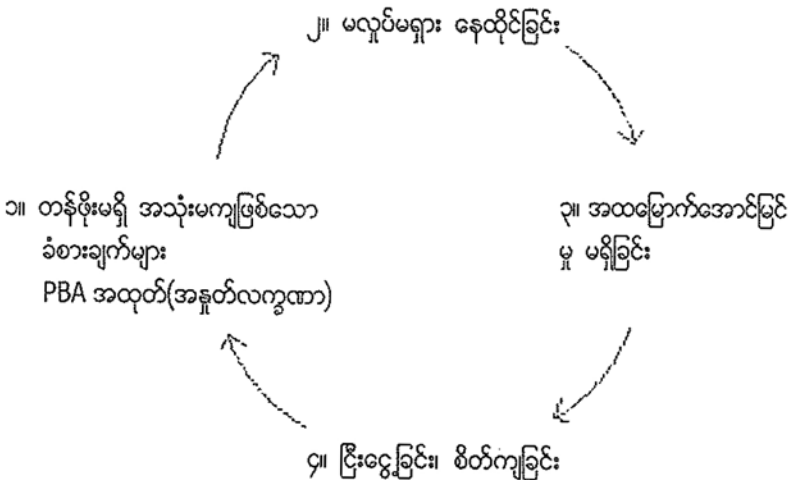 ၂။ မလှုပ်မရှား နေထိုင်ခြင်း
၁။ တန်ဖိုးမရှိ အသုံးမကျဖြစ်သော
ခံစားချက်များ
PBA အထုတ်(အနှုတ်လက္ခဏာ)
၃။ အထမြောက်အောင်မြင်
မှု မရှိခြင်း
၄။ ငြီးငွေ့ခြင်း၊ စိတ်ကျခြင်း